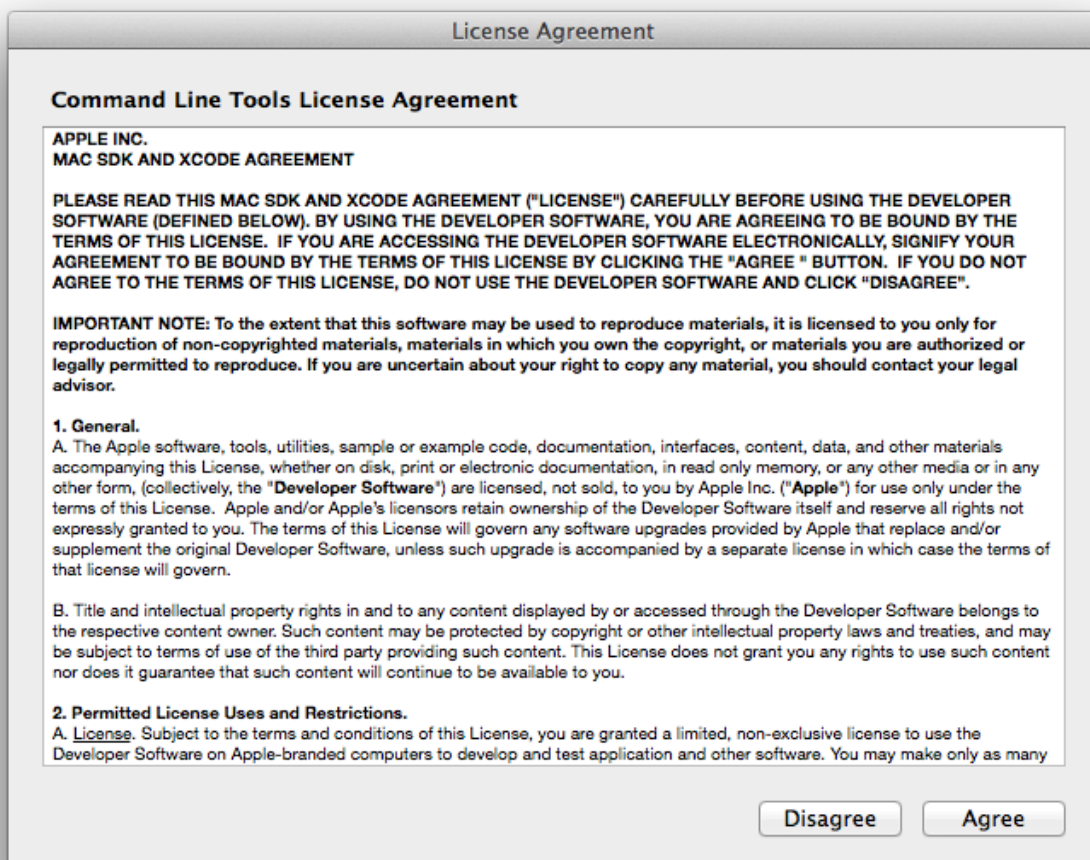 License Agreement
Command Line Tools License Agreement
APPLE INC.
MAC SDK AND XCODE AGREEMENT
PLEASE READ THIS MAC SDK AND XCODE AGREEMENT ("LICENSE") CAREFULLY BEFORE USING THE DEVELOPER
SOFTWARE (DEFINED BELOW). BY USING THE DEVELOPER SOFTWARE, YOU ARE AGREEING TO BE BOUND BY THE
TERMS OF THIS LICENSE.  IF YOU ARE ACCESSING THE DEVELOPER SOFTWARE ELECTRONICALLY, SIGNIFY YOUR
AGREEMENT TO BE BOUND BY THE TERMS OF THIS LICENSE BY CLICKING THE "AGREE " BUTTON.  IF YOU DO NOT
AGREE TO THE TERMS OF THIS LICENSE, DO NOT USE THE DEVELOPER SOFTWARE AND CLICK “DISAGREE”.
IMPORTANT NOTE: To the extent that this software may be used to reproduce materials, it is licensed to you only for
reproduction of non-copyrighted materials, materials in which you own the copyright, or materials you are authorized or
legally permitted to reproduce. If you are uncertain about your right to copy any material, you should contact your legal
advisor.
1. General.
A. The Apple software, tools, utilities, sample or example code, documentation, interfaces, content, data, and other materials
accompanying this License, whether on disk, print or electronic documentation, in read only memory, or any other media or in any
other form, (collectively, the "Developer Software") are licensed, not sold, to you by Apple Inc. ("Apple") for use only under the
terms of this License.  Apple and/or Apple’s licensors retain ownership of the Developer Software itself and reserve all rights not
expressly granted to you. The terms of this License will govern any software upgrades provided by Apple that replace and/or
supplement the original Developer Software, unless such upgrade is accompanied by a separate license in which case the terms of
that license will govern.
B. Title and intellectual property rights in and to any content displayed by or accessed through the Developer Software belongs to
the respective content owner. Such content may be protected by copyright or other intellectual property laws and treaties, and may
be subject to terms of use of the third party providing such content. This License does not grant you any rights to use such content
nor does it guarantee that such content will continue to be available to you.
2. Permitted License Uses and Restrictions.
A. License. Subject to the terms and conditions of this License, you are granted a limited, non-exclusive license to use the
Developer Software on Apple-branded computers to develop and test application and other software. You may make only as many
Disagree
Agree